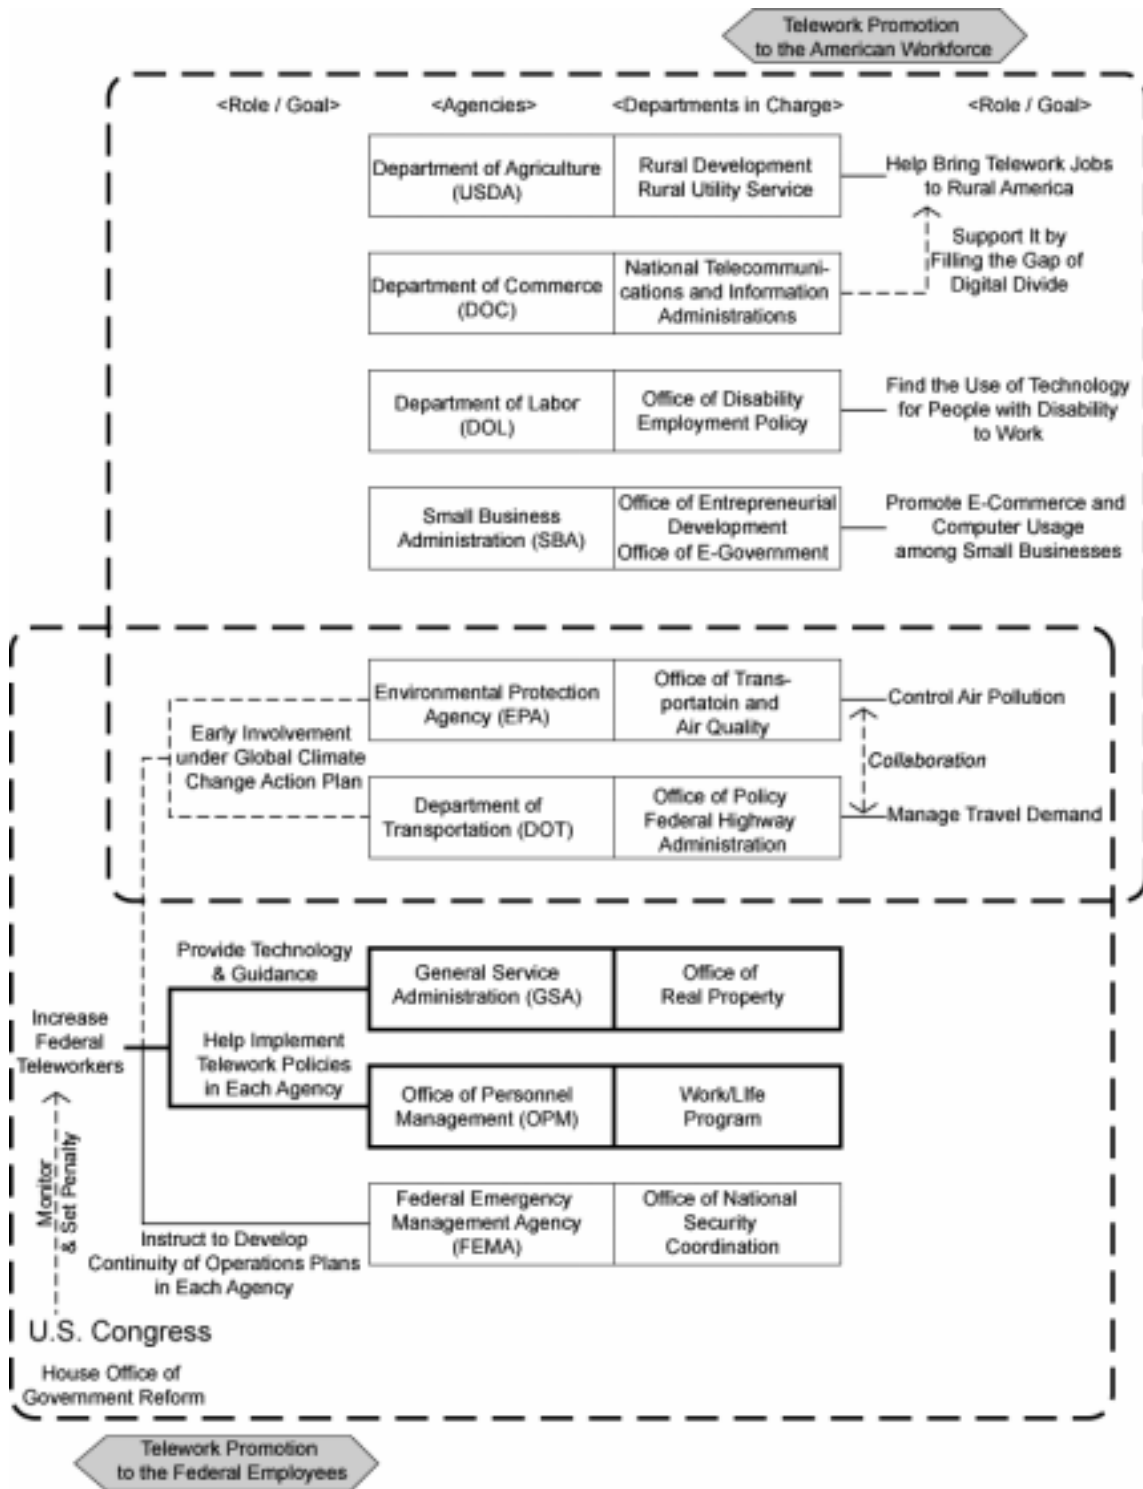 Telework Promotion
to the American Workforce
<Role / Goal>
<Agencies>
<Departments in Charge>
<Role / Goal>
Department of Agriculture
(USDA)
Rural Development
Rural Utility Service
Help Bring Telework Jobs
to Rural America
Support It by
Filling the Gap of
Digital Divide
Department of Commerce
(DOC)
National Telecommuni-
cations and Information
Administrations
Department of Labor
(DOL)
Office of Disability
Employment Policy
Find the Use of Technology
for People with Disability
to Work
Small Business
Administration (SBA)
Office of Entrepreneurial
Development
Office of E-Government
Promote E-Commerce and
Computer Usage
among Small Businesses
Early Involvement
under Global Climate
Change Action Plan
Environmental Protection
Agency (EPA)
Office of Trans-
portatoin and
Air Quality
Control Air Pollution
Collaboration
Department of
Transportation (DOT)
Office of Policy
Federal Highway
Administration
Manage Travel Demand
Provide Technology
& Guidance
General Service
Administration (GSA)
Office of
Real Property
Increase
Federal
Teleworkers
Help Implement
Telework Policies
in Each Agency
Office of Personnel
Management (OPM)
Work/LIfe
Program
Monitor
& Set Penalty
Federal Emergency
Management Agency
(FEMA)
Office of National
Security
Coordination
Instruct to Develop
Continuity of Operations Plans
in Each Agency
U.S. Congress
House Office of
Government Reform
Telework Promotion
to the Federal Employees